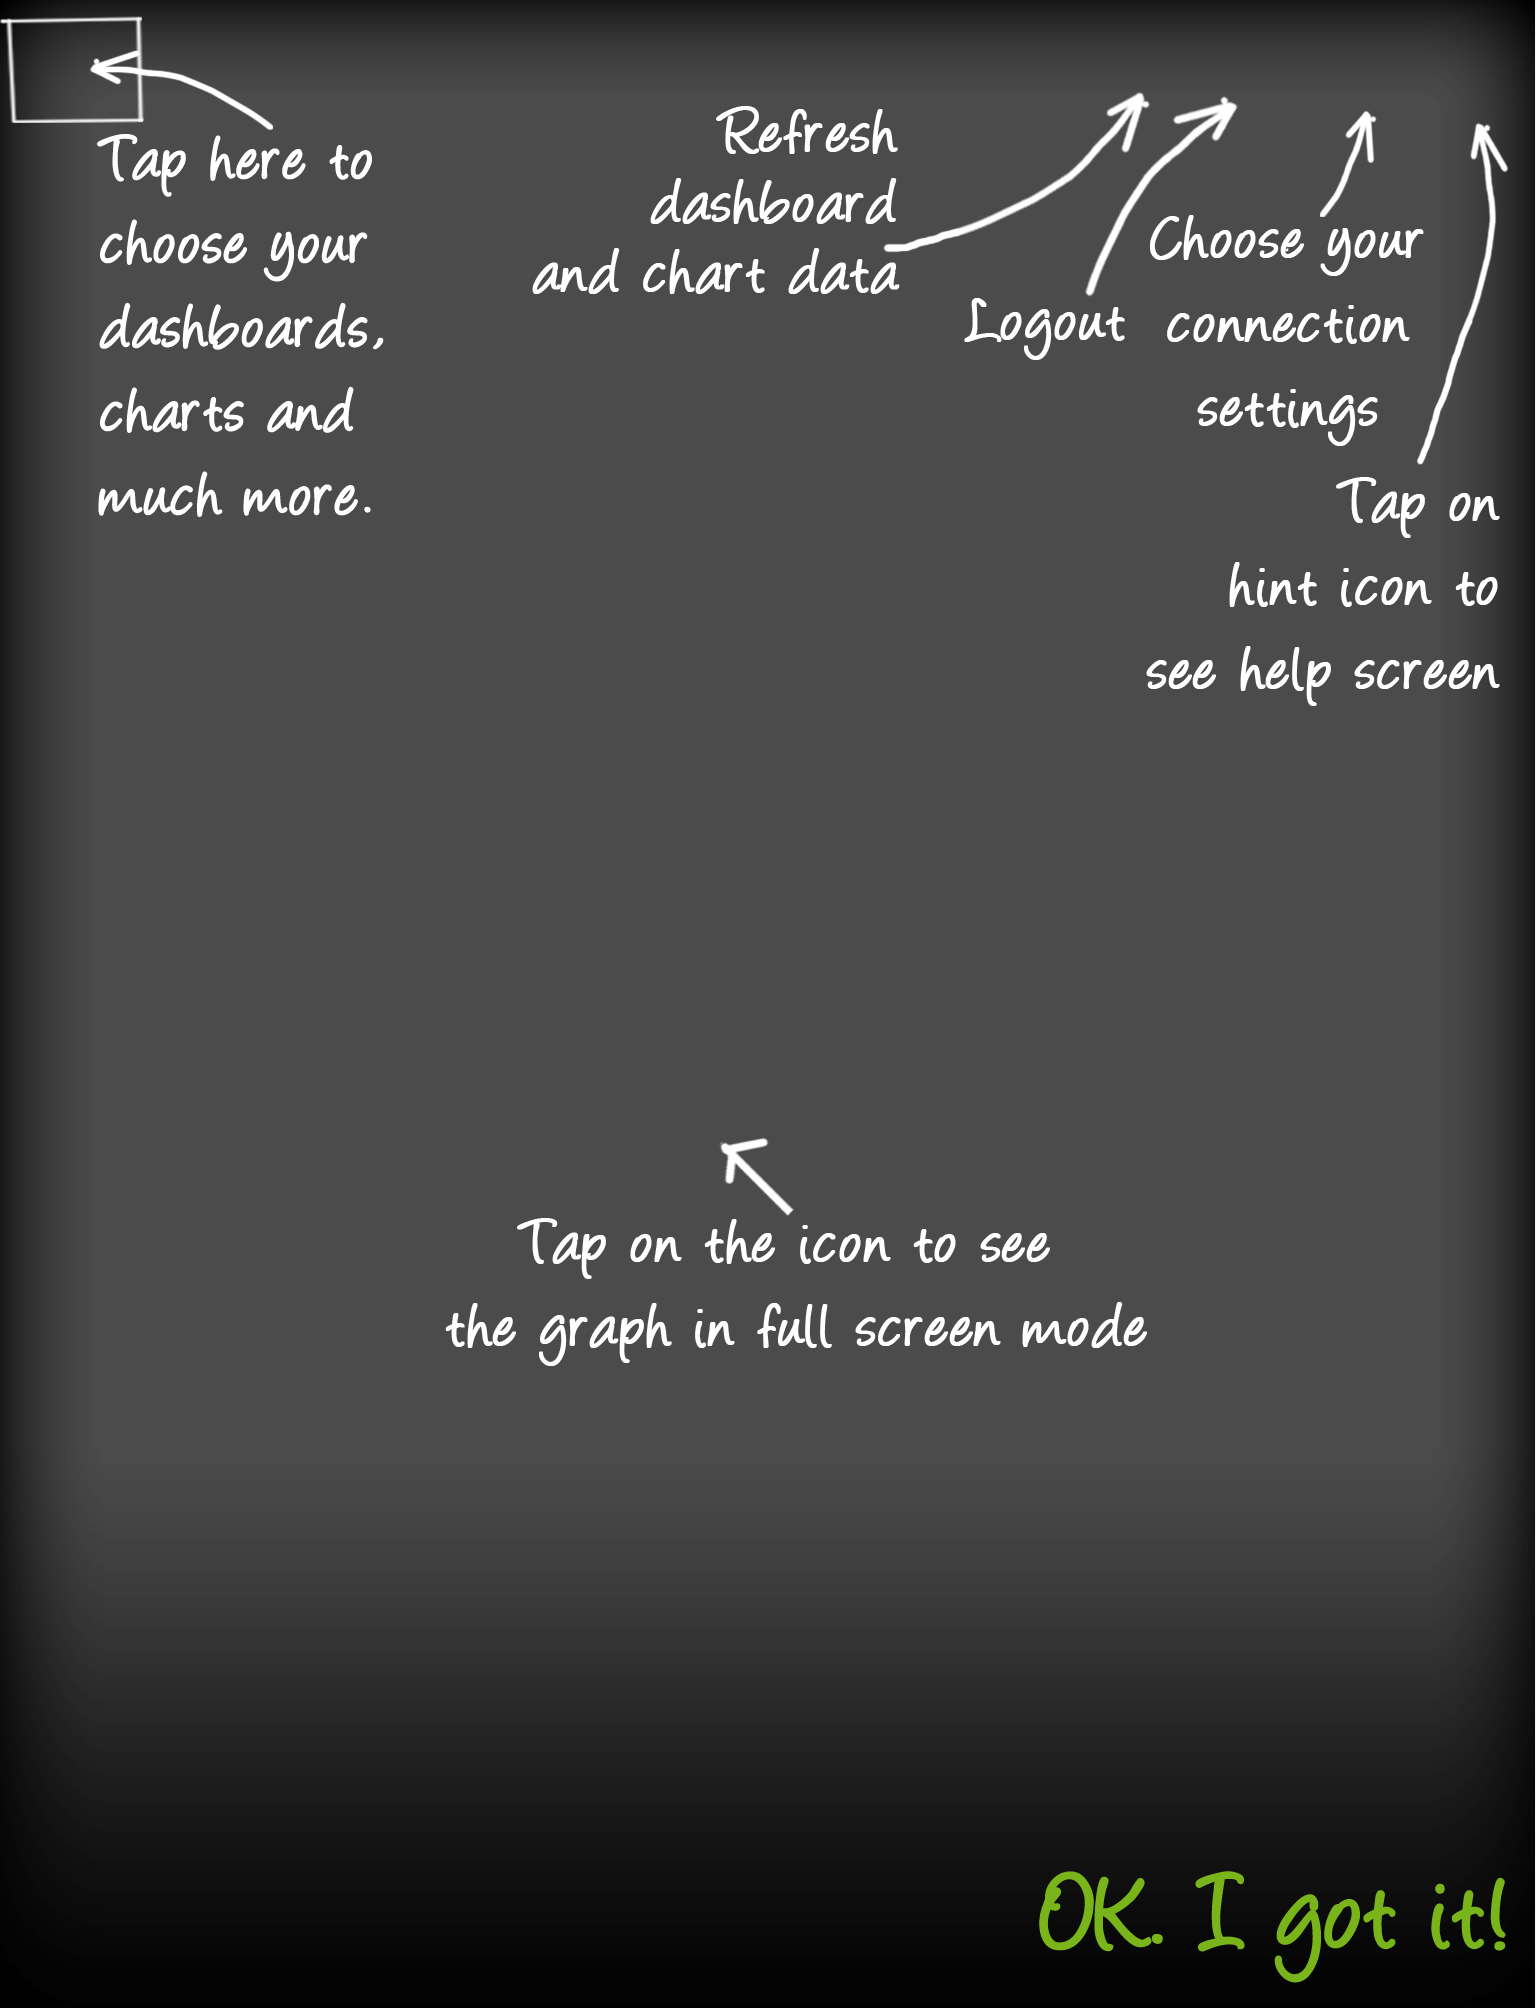 Tap here to
choose your
dashboards,
charts and
much more.
Refresh
dashboard
and chart data
Logout
Choose your
connection
settings
Tap on
hint icon to
see help screen
Tap on the icon to see
the graph in full screen mode
OK. I got it!